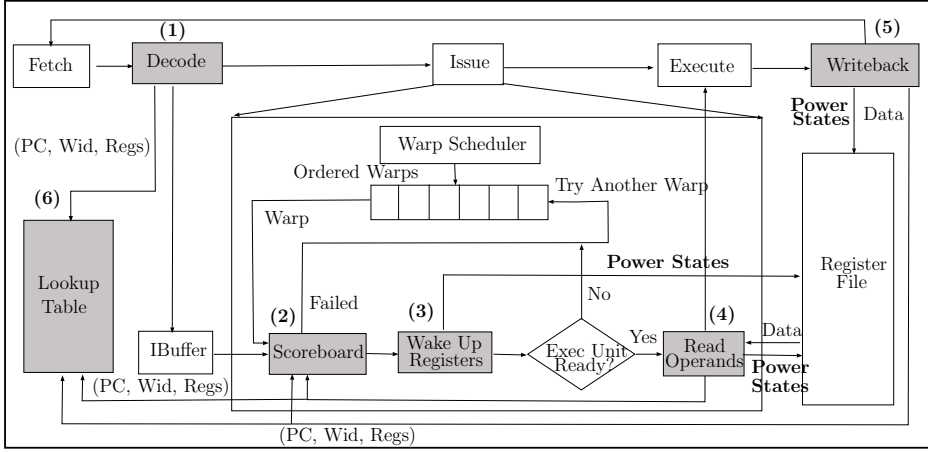 (1)
(5)
Fetch
Decode
Issue
Execute
Writeback
Power
States
Data
(PC, Wid, Regs)
Warp Scheduler
Ordered Warps
Try Another Warp
(6)
Warp
Power States
Register
File
Lookup
Table
Failed
No
(2)
(3)
(4)
IBuffer
Scoreboard
Wake Up
Registers
Exec Unit
Ready?
Yes
Read
Operands
Data
Power
States
(PC, Wid, Regs)
(PC, Wid, Regs)